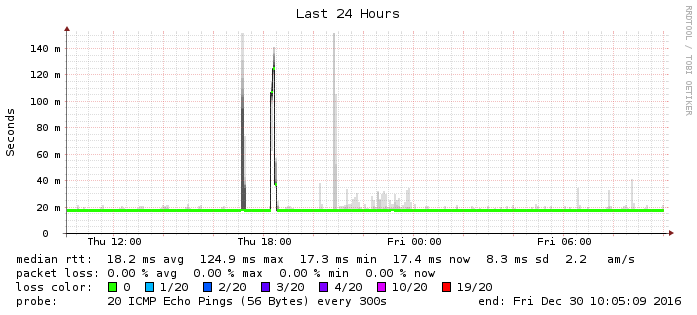 Last 24 Hours
RRDTOOL / TOBI OETIKER
Seconds
140 m
120 m
100 m
80 m
60 m
40 m
20 m
0
Thu 12:00 Thu 18:00 Fri 00:00 Fri 06:00
median rtt: 18.2 ms avg 124.9 ms max 17.3 ms min 17.4 ms now 8.3 ms sd 2.2 am/s
packet loss: 0.00 % avg 0.00 % max 0.00 % min 0.00 % now
loss color: 0 1/20 2/20 3/20 4/20 10/20 19/20
probe: 20 ICMP Echo Pings (56 Bytes) every 300s end: Fri Dec 30 10:05:09 2016